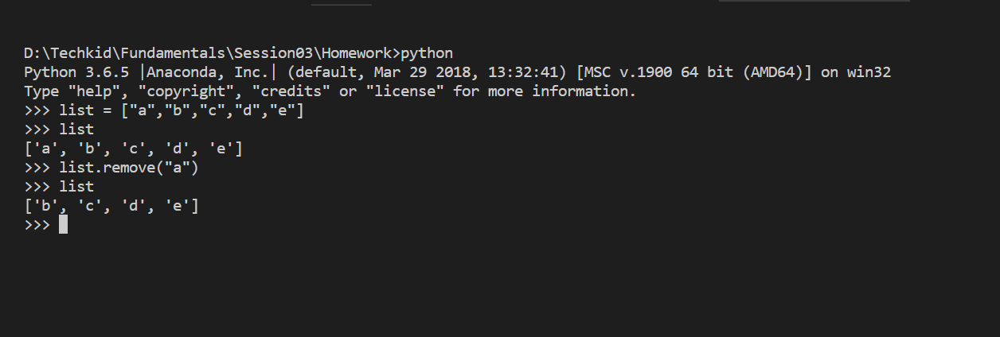 D:\Techkid\Fundamentals\Session03\Homework>python
Python 3.6.5 |Anaconda, Inc.| (default, Mar 29 2018, 13:32:41) [MSC v.1900 64 bit (AMD64)] on win32
Type "help", "copyright", "credits" or "license" for more information.
>>> list = ["a","b","c","d","e"]
>>> list
['a', 'b', 'c', 'd', 'e']
>>> list.remove("a")
>>> list
['b', 'c', 'd', 'e']
>>>